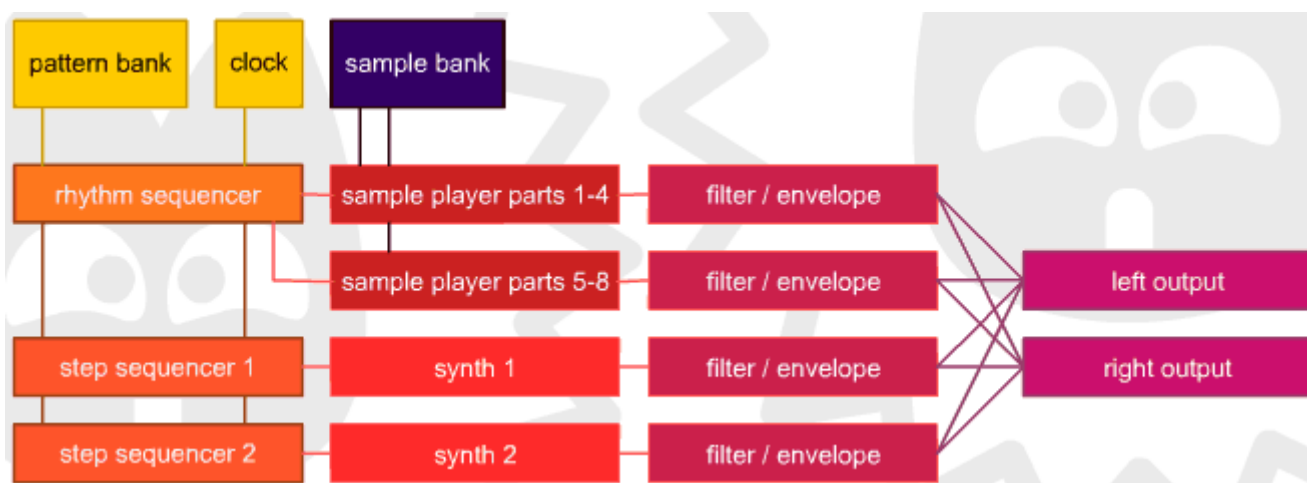 pattern bank
clock
sample bank
rhythm sequencer
sample player parts 1-4
filter / envelope
sample player parts 5-8
filter / envelope
left output
step sequencer 1
synth 1
filter / envelope
right output
step sequencer 2
synth 2
filter / envelope